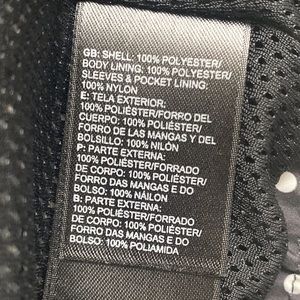 GB: SHELL: 100% POLYESTER/
BODY LINING: 100% POLYESTER/
SLEEVES & POCKET LINING:
100% NYLON
E: TELA EXTERIOR:
100% POLIÉSTER/FORRO DEL
CUERPO: 100% POLIÉSTER/
FORRO DE LAS MANGAS Y DEL
BOLSILLO: 100% NILÓN
P: PARTE EXTERNA:
100% POLIÉSTER/FORRADO
DE CORPO: 100% POLIÉSTER/
FORRO DAS MANGAS E DO
BOLSO: 100% NÁILON
B: PARTE EXTERNA:
100% POLIÉSTER/FORRADO
DE CORPO: 100% POLIÉSTER/
FORRO DAS MANGAS E DO
BOLSO: 100% POLIAMIDA